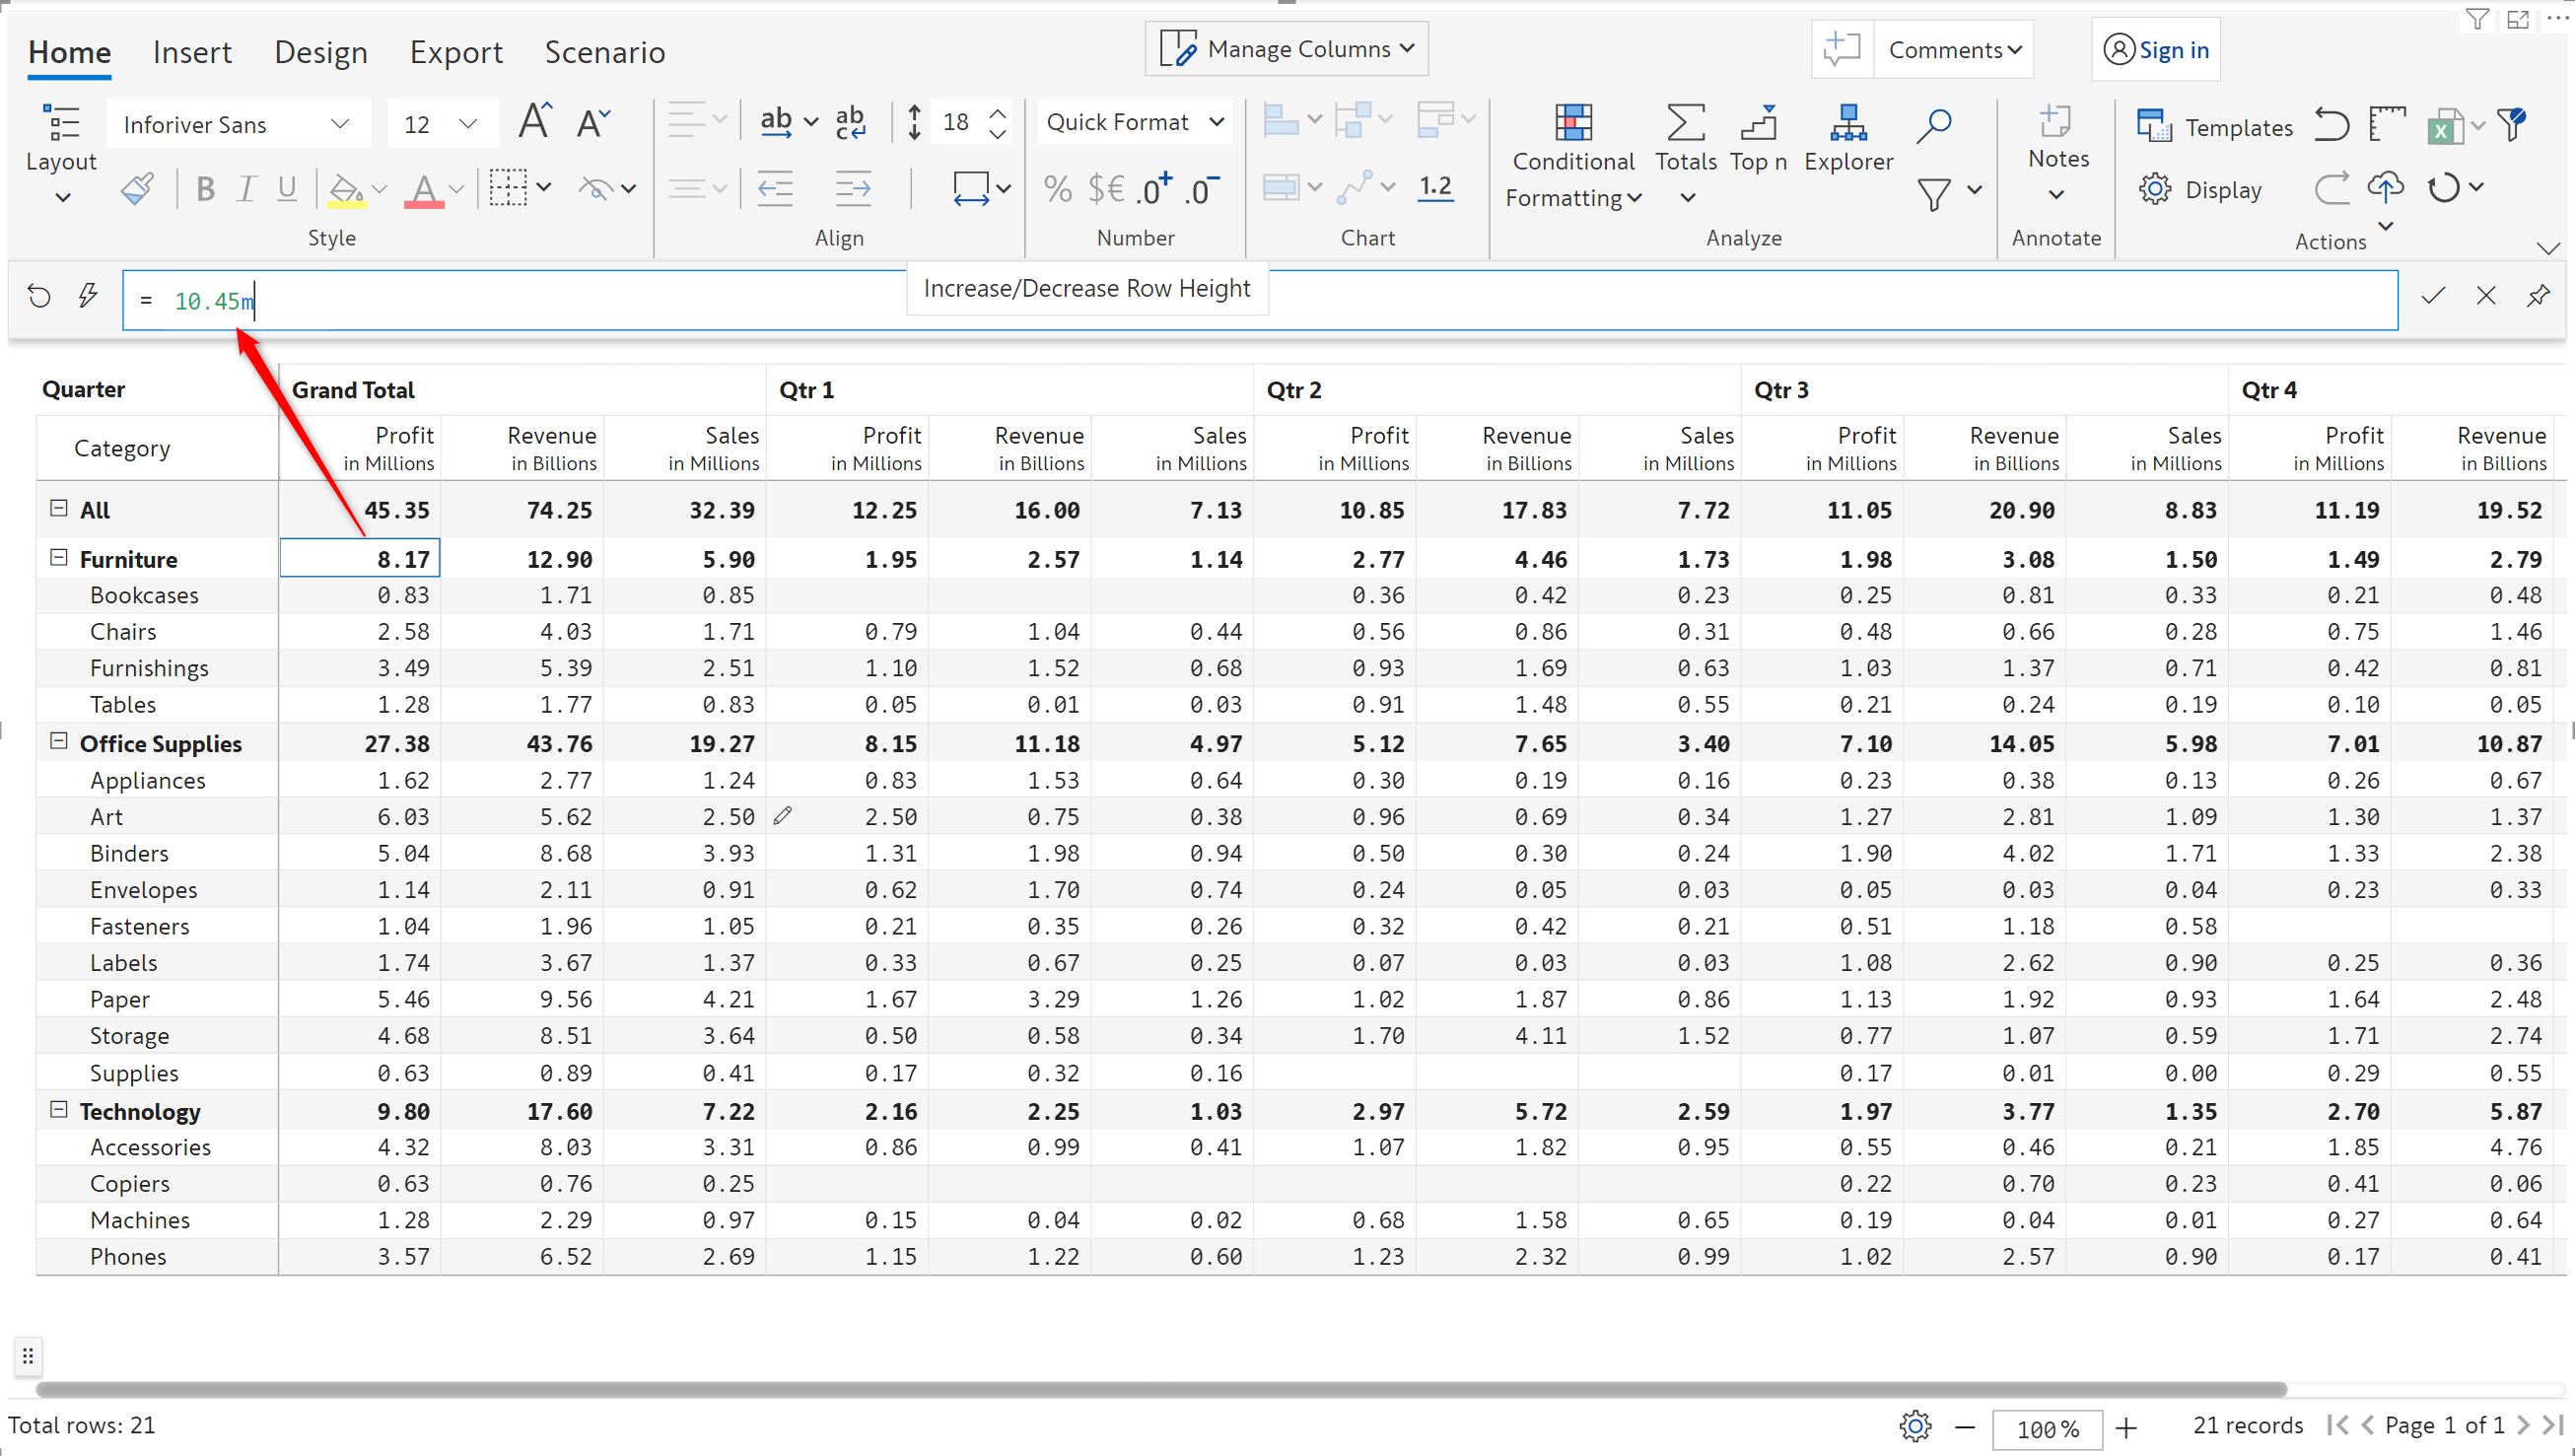 Home Insert Design Export Scenario Manage Columns Comments Sign in
Inforiver Sans 12 A A ab ab c 18 Quick Format Templates
Layout Conditional Formatting Totals Top n Explorer Notes
B I U A % $€ .0+ .0- 1.2 Display
Style Align Number Chart Analyze Annotate Actions
= 10.45m Increase/Decrease Row Height
Quarter Grand Total Qtr 1 Qtr 2 Qtr 3 Qtr 4
Category Profit Revenue Sales Profit Revenue Sales Profit Revenue Sales Profit Revenue Sales Profit Revenue
in Millions in Billions in Millions in Millions in Billions in Millions in Millions in Billions in Millions in Millions in Billions in Millions in Millions in Billions
All 45.35 74.25 32.39 12.25 16.00 7.13 10.85 17.83 7.72 11.05 20.90 8.83 11.19 19.52
Furniture 8.17 12.90 5.90 1.95 2.57 1.14 2.77 4.46 1.73 1.98 3.08 1.50 1.49 2.79
Bookcases 0.83 1.71 0.85 0.36 0.42 0.23 0.25 0.81 0.33 0.21 0.48
Chairs 2.58 4.03 1.71 0.79 1.04 0.44 0.56 0.86 0.31 0.48 0.66 0.28 0.75 1.46
Furnishings 3.49 5.39 2.51 1.10 1.52 0.68 0.93 1.69 0.63 1.03 1.37 0.71 0.42 0.81
Tables 1.28 1.77 0.83 0.05 0.01 0.03 0.91 1.48 0.55 0.21 0.24 0.19 0.10 0.05
Office Supplies 27.38 43.76 19.27 8.15 11.18 4.97 5.12 7.65 3.40 7.10 14.05 5.98 7.01 10.87
Appliances 1.62 2.77 1.24 0.83 1.53 0.64 0.30 0.19 0.16 0.23 0.38 0.13 0.26 0.67
Art 6.03 5.62 2.50 2.50 0.75 0.38 0.96 0.69 0.34 1.27 2.81 1.09 1.30 1.37
Binders 5.04 8.68 3.93 1.31 1.98 0.94 0.50 0.30 0.24 1.90 4.02 1.71 1.33 2.38
Envelopes 1.14 2.11 0.91 0.62 1.70 0.74 0.24 0.05 0.03 0.05 0.03 0.04 0.23 0.33
Fasteners 1.04 1.96 1.05 0.21 0.35 0.26 0.32 0.42 0.21 0.51 1.18 0.58
Labels 1.74 3.67 1.37 0.33 0.67 0.25 0.07 0.03 0.03 1.08 2.62 0.90 0.25 0.36
Paper 5.46 9.56 4.21 1.67 3.29 1.26 1.02 1.87 0.86 1.13 1.92 0.93 1.64 2.48
Storage 4.68 8.51 3.64 0.50 0.58 0.34 1.70 4.11 1.52 0.77 1.07 0.59 1.71 2.74
Supplies 0.63 0.89 0.41 0.17 0.32 0.16 0.17 0.01 0.00 0.29 0.55
Technology 9.80 17.60 7.22 2.16 2.25 1.03 2.97 5.72 2.59 1.97 3.77 1.35 2.70 5.87
Accessories 4.32 8.03 3.31 0.86 0.99 0.41 1.07 1.82 0.95 0.55 0.46 0.21 1.85 4.76
Copiers 0.63 0.76 0.25 0.22 0.70 0.23 0.41 0.06
Machines 1.28 2.29 0.97 0.15 0.04 0.02 0.68 1.58 0.65 0.19 0.04 0.01 0.27 0.64
Phones 3.57 6.52 2.69 1.15 1.22 0.60 1.23 2.32 0.99 1.02 2.57 0.90 0.17 0.41
Total rows: 21 100 % 21 records Page 1 of 1